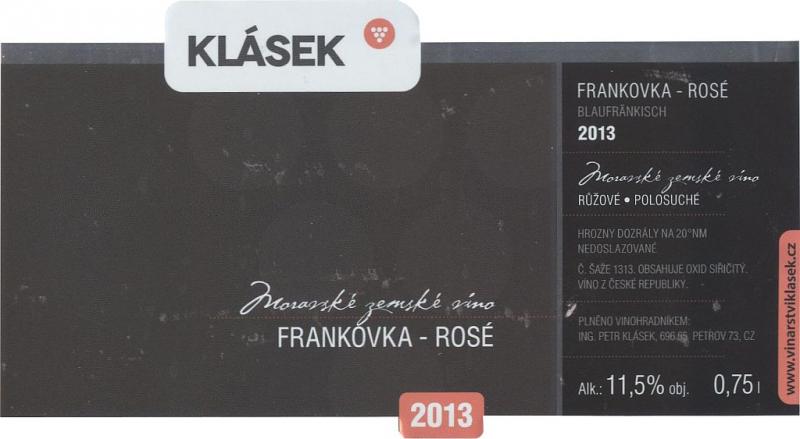 KLÁSEK
Moravské zemské víno
FRANKOVKA - ROSÉ
2013
FRANKOVKA - ROSÉ
BLAUFRÄNKISCH
2013
Moravské zemské víno
RŮŽOVÉ • POLOSUCHÉ
HROZNY DOZRÁLY NA 20°NM
NEDOSLAZOVANÉ
Č. ŠAŽE 1313. OBSAHUJE OXID SIŘIČITÝ.
VÍNO Z ČESKÉ REPUBLIKY.
PLNĚNO VINOHRADNÍKEM:
ING. PETR KLÁSEK, 696 65, PETROV 73, CZ
Alk.: 11,5% obj. 0,75 l
www.vinarstviklasek.cz